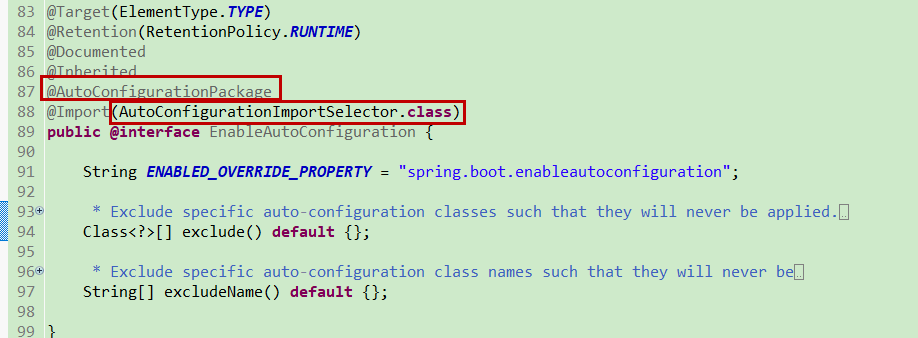 83 @Target(ElementType.TYPE)
84 @Retention(RetentionPolicy.RUNTIME)
85 @Documented
86 @Inherited
87 @AutoConfigurationPackage
88 @Import(AutoConfigurationImportSelector.class)
89 public @interface EnableAutoConfiguration {
90
91 String ENABLED_OVERRIDE_PROPERTY = "spring.boot.enableautoconfiguration";
92
93 * Exclude specific auto-configuration classes such that they will never be applied.
94 Class<?>[] exclude() default {};
95
96 * Exclude specific auto-configuration class names such that they will never be
97 String[] excludeName() default {};
98
99 }